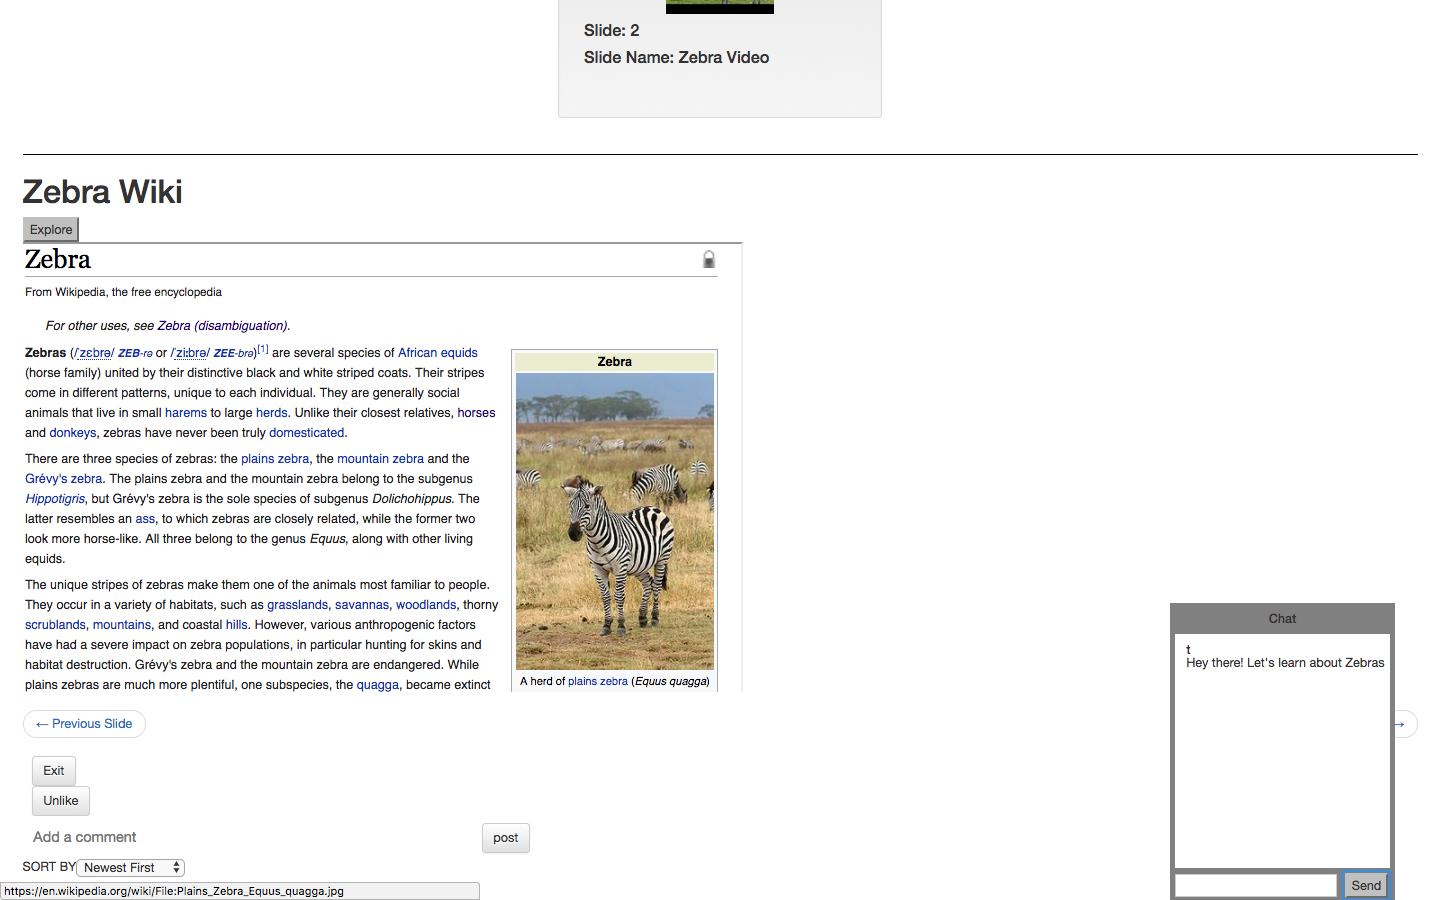 Slide: 2
Slide Name: Zebra Video
Zebra Wiki
Explore
Zebra
From Wikipedia, the free encyclopedia
For other uses, see Zebra (disambiguation).
Zebras (/ˈzɛbrə/ ZEB-rə or /ˈziːbrə/ ZEE-brə)[1] are several species of African equids
(horse family) united by their distinctive black and white striped coats. Their stripes
come in different patterns, unique to each individual. They are generally social
animals that live in small harems to large herds. Unlike their closest relatives, horses
and donkeys, zebras have never been truly domesticated.
There are three species of zebras: the plains zebra, the mountain zebra and the
Grévy's zebra. The plains zebra and the mountain zebra belong to the subgenus
Hippotigris, but Grévy's zebra is the sole species of subgenus Dolichohippus. The
latter resembles an ass, to which zebras are closely related, while the former two
look more horse-like. All three belong to the genus Equus, along with other living
equids.
The unique stripes of zebras make them one of the animals most familiar to people.
They occur in a variety of habitats, such as grasslands, savannas, woodlands, thorny
scrublands, mountains, and coastal hills. However, various anthropogenic factors
have had a severe impact on zebra populations, in particular hunting for skins and
habitat destruction. Grévy's zebra and the mountain zebra are endangered. While
plains zebras are much more plentiful, one subspecies, the quagga, became extinct
Zebra
A herd of plains zebra (Equus quagga)
← Previous Slide
→
Exit
Unlike
Add a comment
post
SORT BY Newest First
https://en.wikipedia.org/wiki/File:Plains_Zebra_Equus_quagga.jpg
Chat
t
Hey there! Let's learn about Zebras
Send